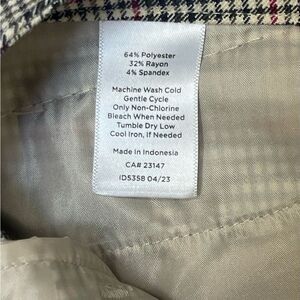 64% Polyester
32% Rayon
4% Spandex
Machine Wash Cold
Gentle Cycle
Only Non-Chlorine
Bleach When Needed
Tumble Dry Low
Cool Iron, If Needed
Made in Indonesia
CA# 23147
ID5358 04/23